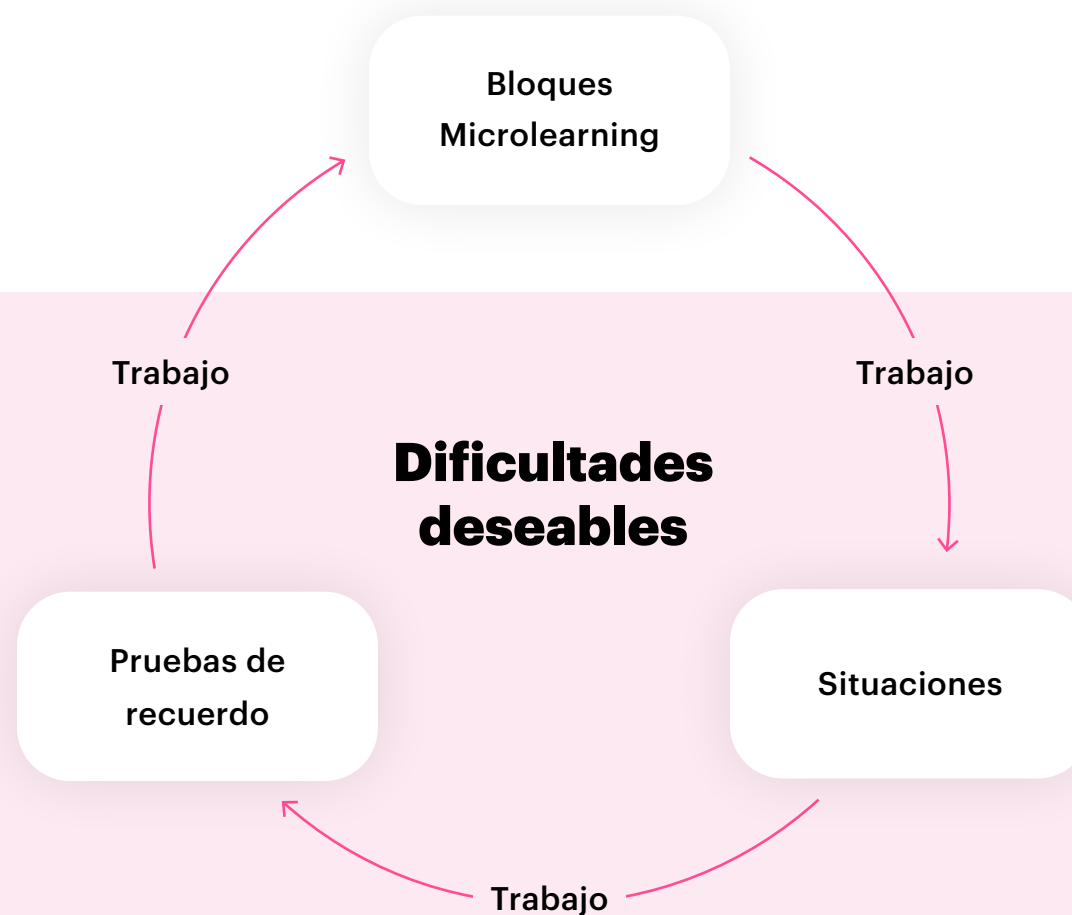 Bloques
Microlearning
Trabajo
Trabajo
Dificultades
deseables
Pruebas de
recuerdo
Situaciones
Trabajo